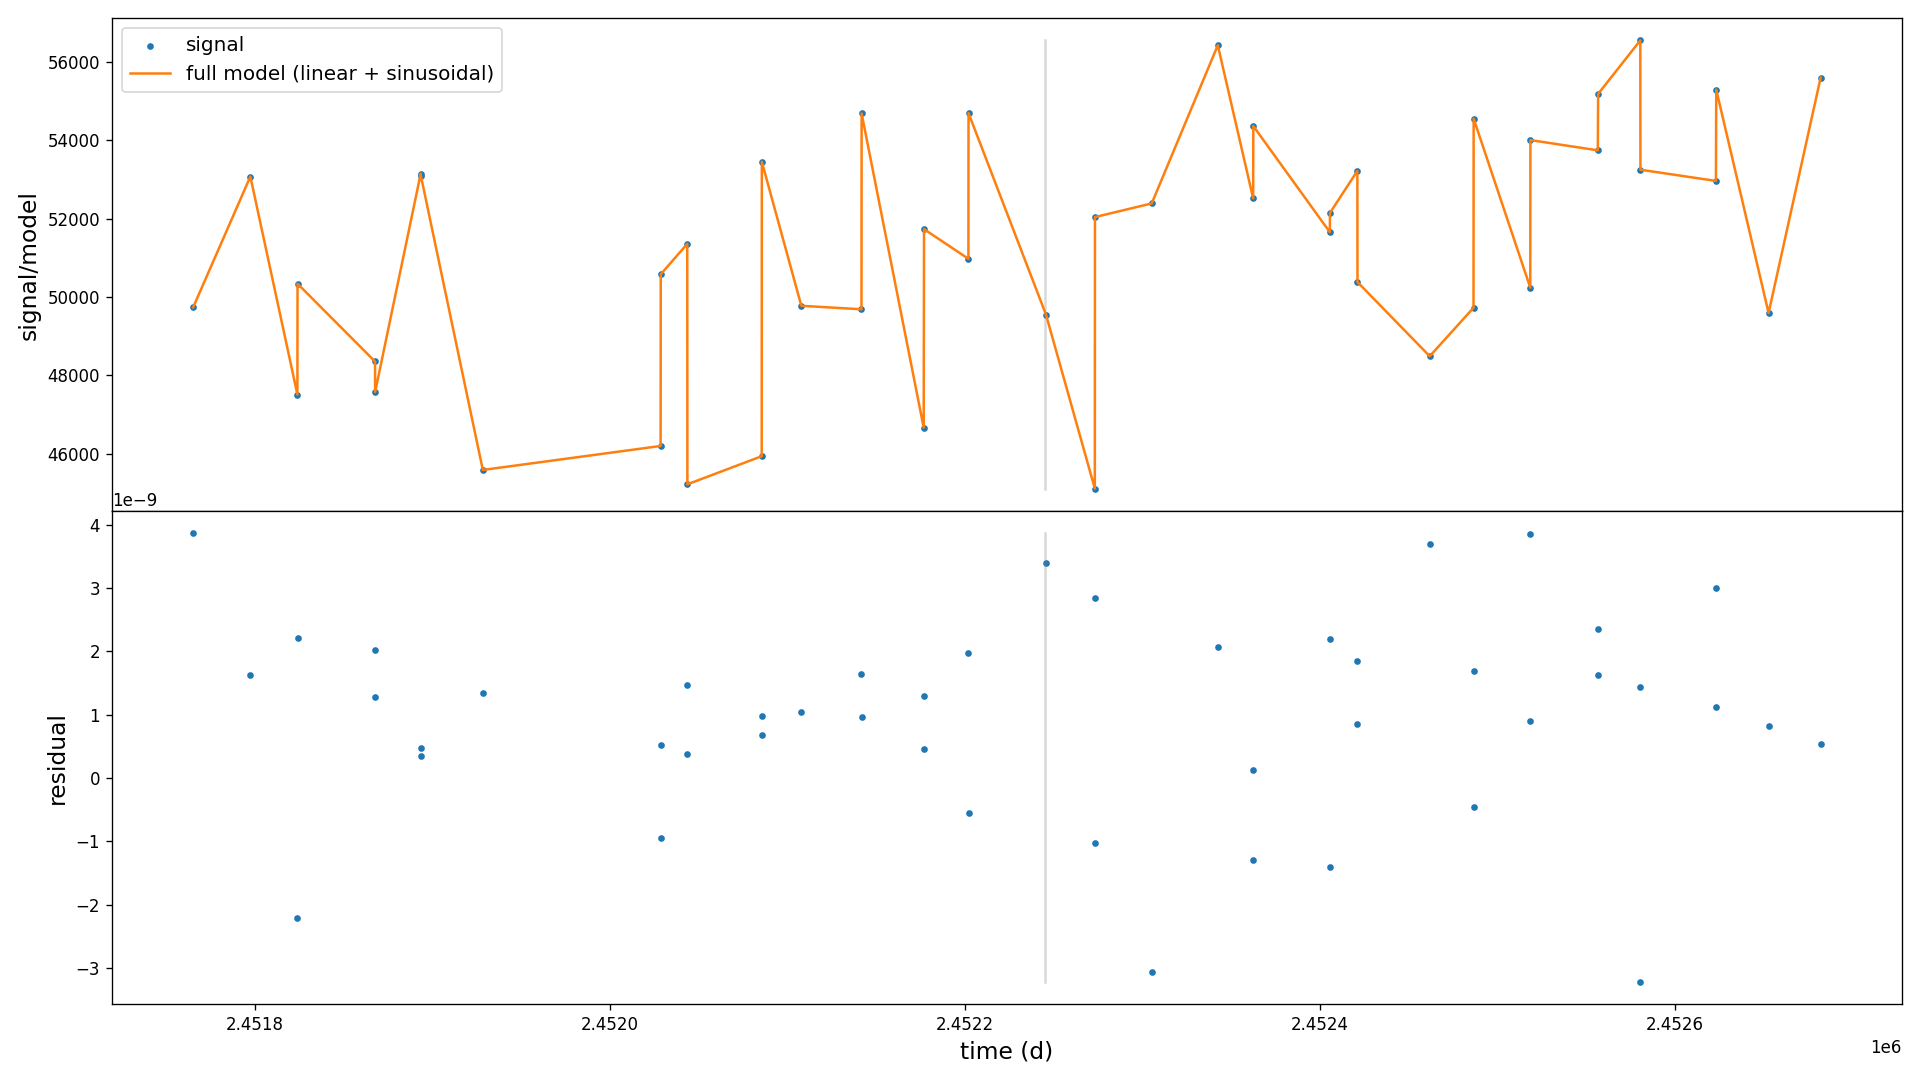 signal
full model (linear + sinusoidal)
56000
54000
52000
50000
48000
46000
signal/model
1e−9
4
3
2
1
0
−1
−2
−3
residual
2.4518
2.4520
2.4522
2.4524
2.4526
1e6
time (d)